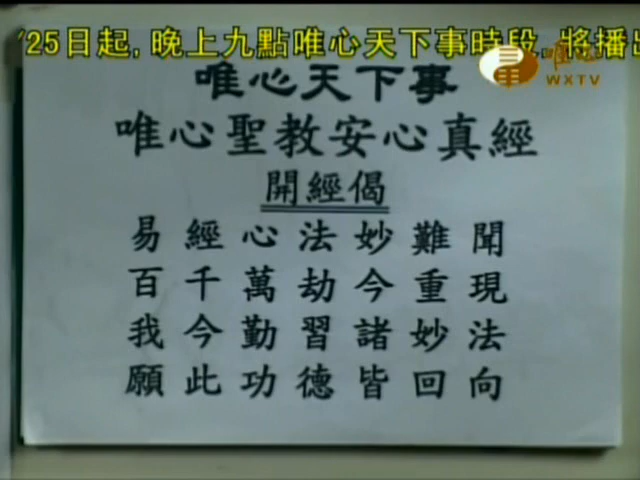 25日起,晚上九點唯心天下事時段,將播出
唯心
WXTV
唯心天下事
唯心聖教安心真經
開經偈
易經心法妙難聞
百千萬劫今重現
我今勤習諸妙法
願此功德皆回向